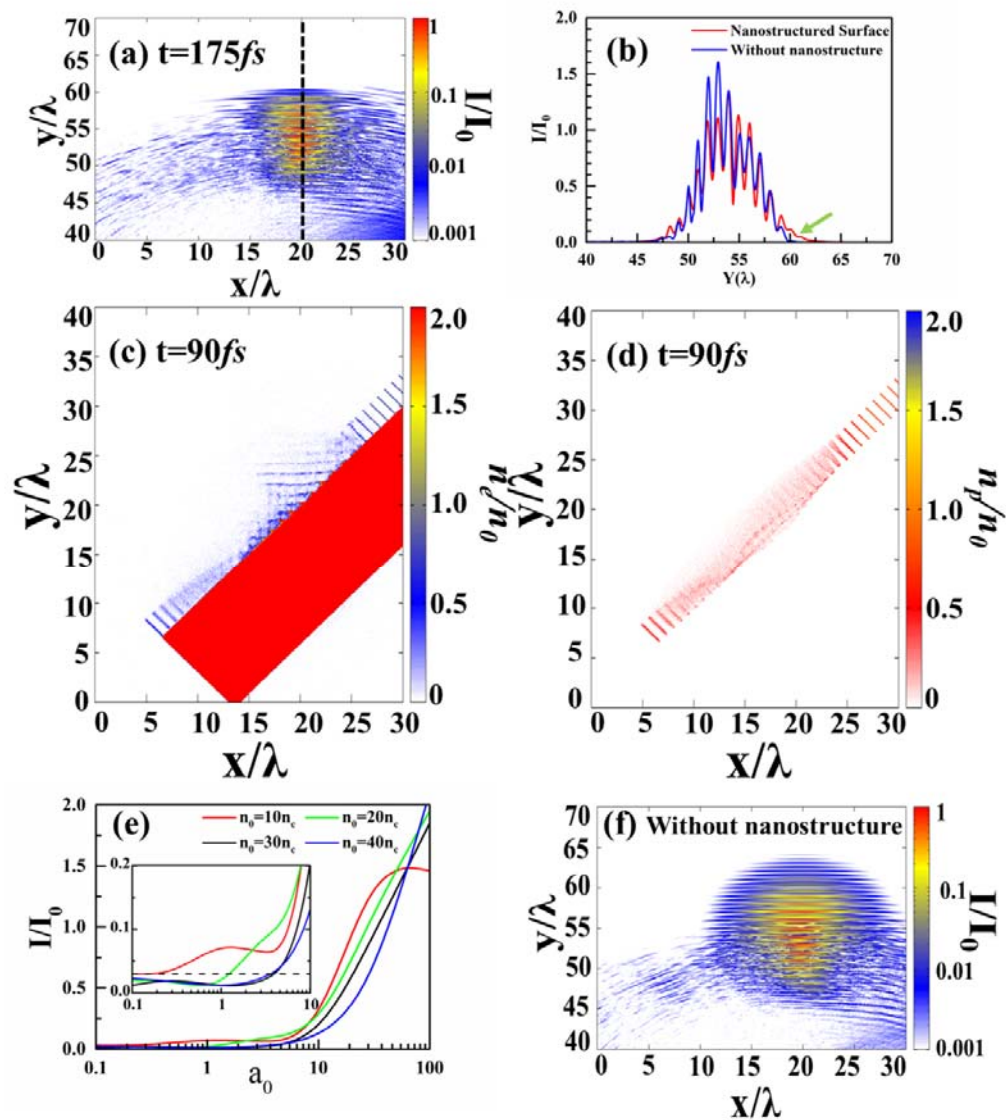 (a) t=175fs
y/λ
70
65
60
55
50
45
40
0 5 10 15 20 25 30
x/λ
1
0.1
0.01
0.001
I/I0
(b)
Nanostructured Surface
Without nanostructure
I/I0
2.0
1.5
1.0
0.5
0.0
40 45 50 55 60 65 70
Y(λ)
(c) t=90fs
y/λ
40
35
30
25
20
15
10
5
0
0 5 10 15 20 25 30
x/λ
2.0
1.5
1.0
0.5
0
ne/n0
(d) t=90fs
y/λ
40
35
30
25
20
15
10
5
0
0 5 10 15 20 25 30
x/λ
2.0
1.5
1.0
0.5
0
np/n0
(e)
n0=10nc n0=20nc
n0=30nc n0=40nc
I/I0
2.0
1.5
1.0
0.5
0.0
0.2
0.1
0.0
0.1 1 10
0.1 1 10 100
a0
(f) Without nanostructure
y/λ
70
65
60
55
50
45
40
0 5 10 15 20 25 30
x/λ
1
0.1
0.01
0.001
I/I0